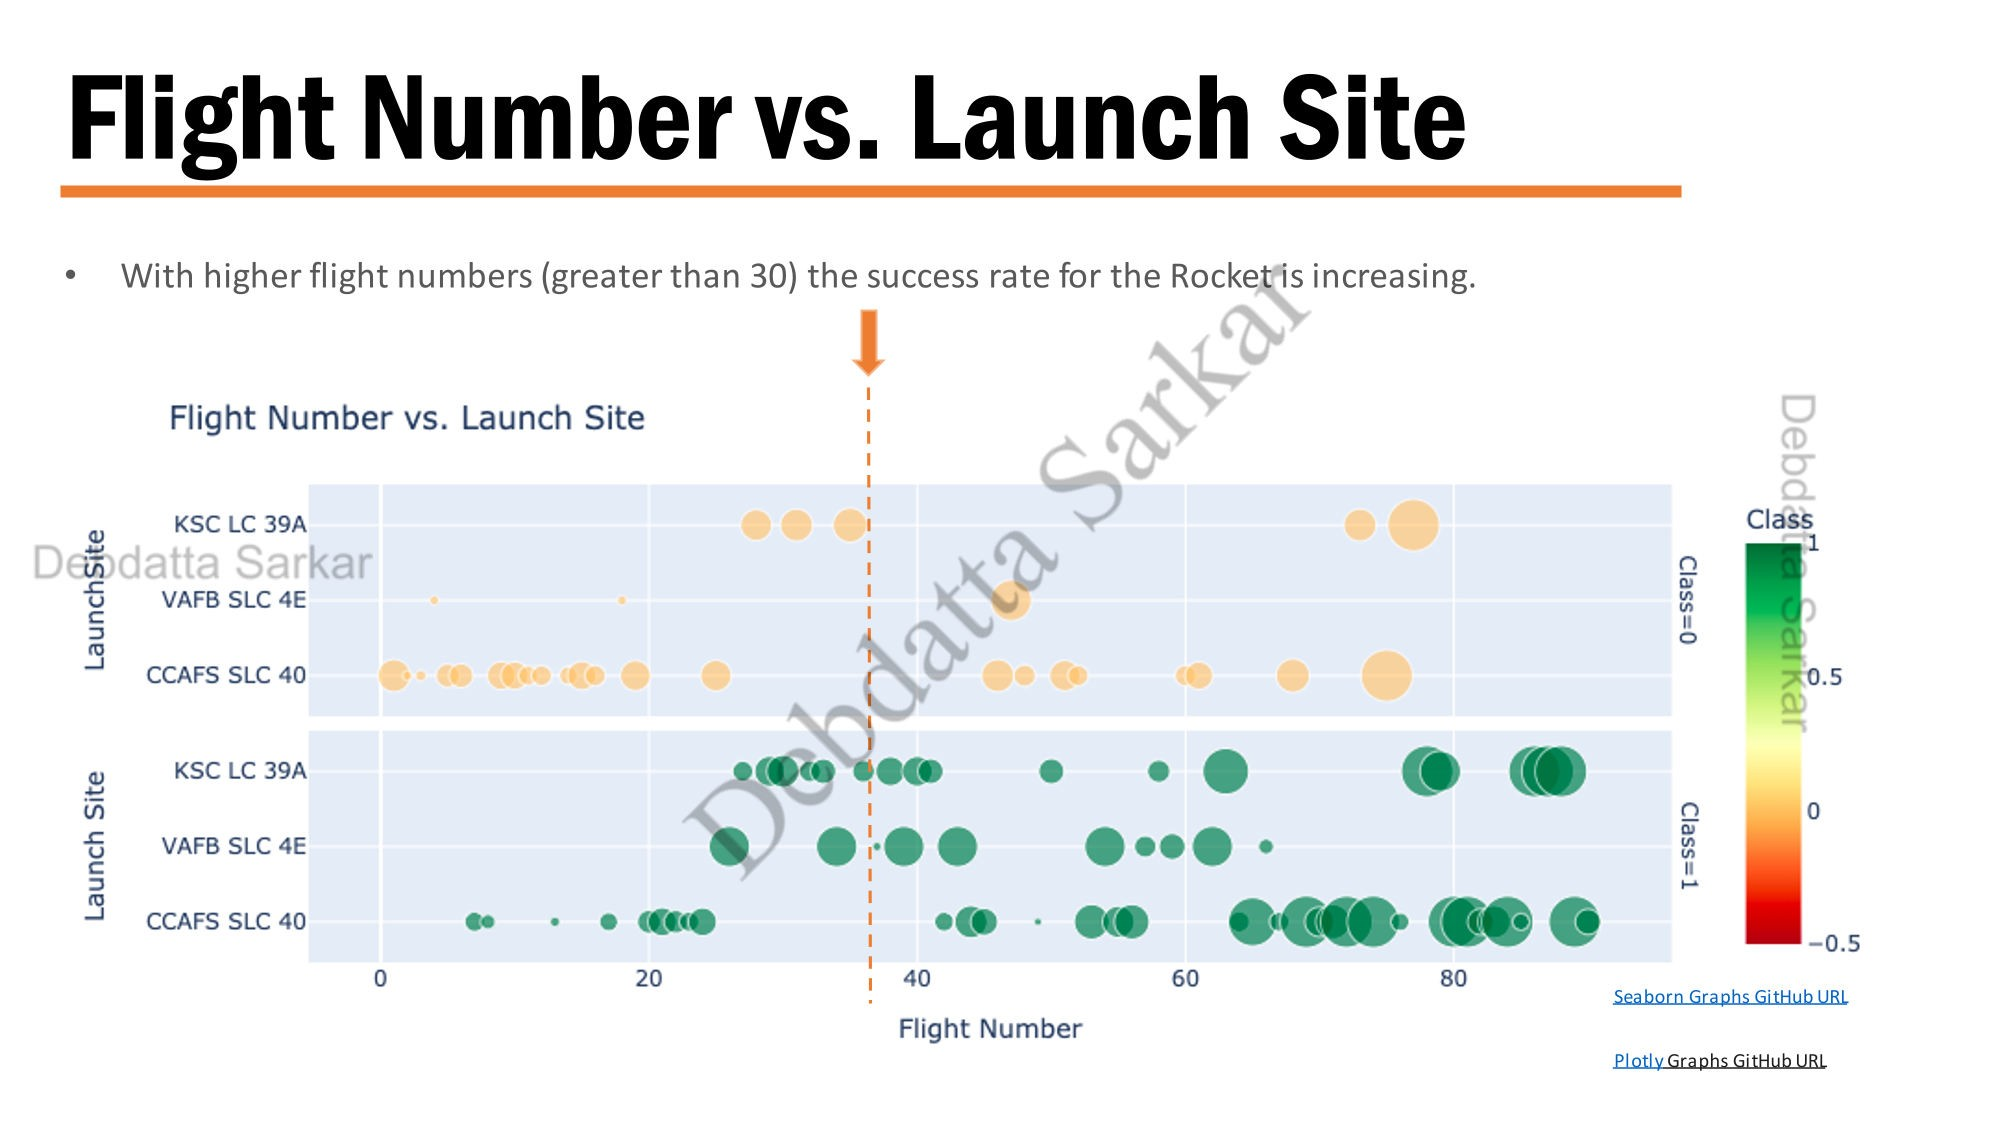 Flight Number vs. Launch Site
• With higher flight numbers (greater than 30) the success rate for the Rocket is increasing.
Flight Number vs. Launch Site
LaunchSite
KSC LC 39A
VAFB SLC 4E
CCAFS SLC 40
Class=0
Launch Site
KSC LC 39A
VAFB SLC 4E
CCAFS SLC 40
Class=1
0 20 40 60 80
Flight Number
Class
1
0.5
0
−0.5
Debdatta Sarkar
Debdatta Sarkar
Debdatta Sarkar
Seaborn Graphs GitHub URL
Plotly Graphs GitHub URL